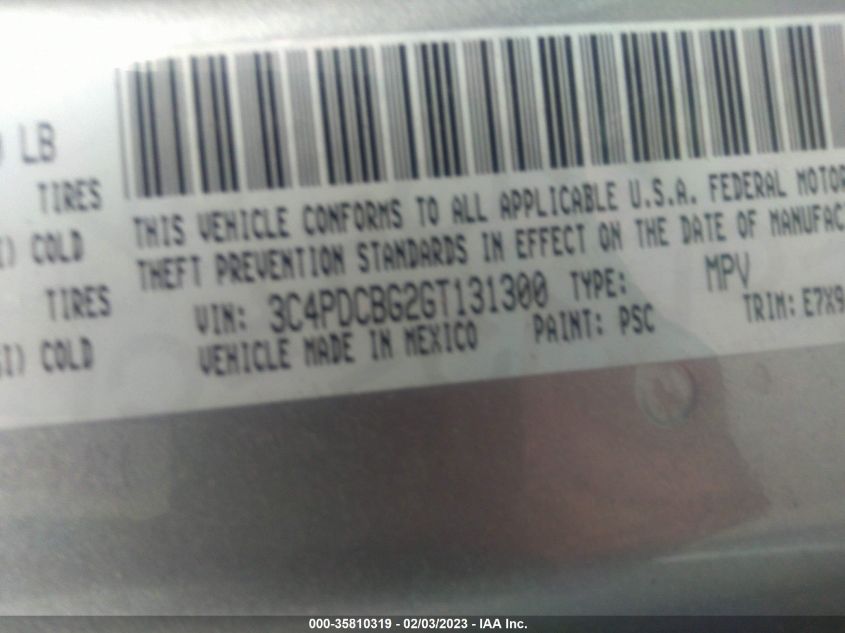 LB
TIRES
COLD
TIRES
COLD
THIS VEHICLE CONFORMS TO ALL APPLICABLE U.S.A. FEDERAL MOTOR
THEFT PREVENTION STANDARDS IN EFFECT ON THE DATE OF MANUFAC
VIN: 3C4PDCBG2GT131300 TYPE: MPV
VEHICLE MADE IN MEXICO PAINT: PSC TRIM: E7X9
000-35810319 - 02/03/2023 - IAA Inc.